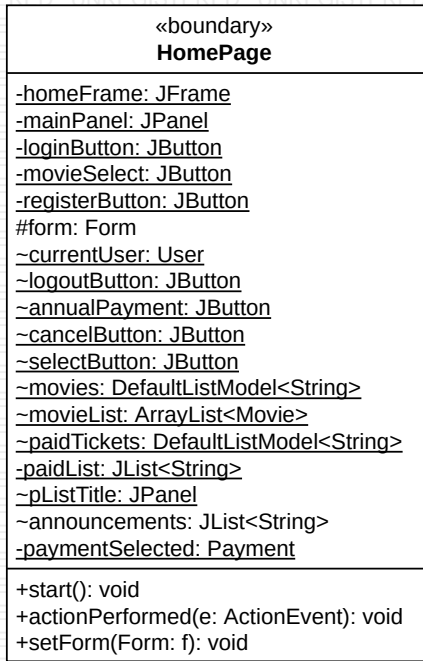 «boundary»
HomePage
-homeFrame: JFrame
-mainPanel: JPanel
-loginButton: JButton
-movieSelect: JButton
-registerButton: JButton
#form: Form
~currentUser: User
~logoutButton: JButton
~annualPayment: JButton
~cancelButton: JButton
~selectButton: JButton
~movies: DefaultListModel<String>
~movieList: ArrayList<Movie>
~paidTickets: DefaultListModel<String>
-paidList: JList<String>
~pListTitle: JPanel
~announcements: JList<String>
-paymentSelected: Payment
+start(): void
+actionPerformed(e: ActionEvent): void
+setForm(Form: f): void